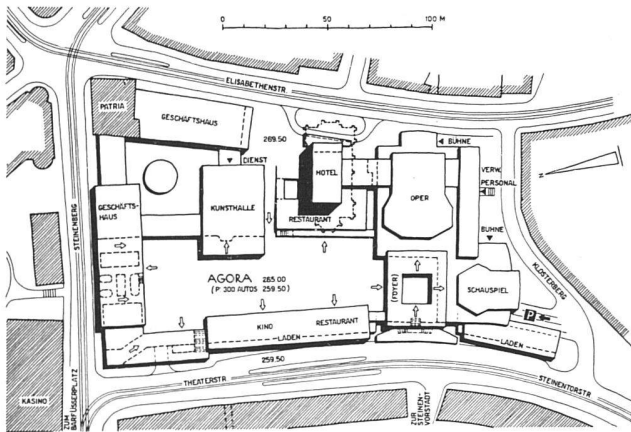 0
50
100 M
ELISABETHENSTR.
PATRIA
GESCHÄFTSHAUS
269.50
BÜHNE
DIENST
HOTEL
VERW.
PERSONAL
N
OPER
GESCHÄFTS-
HAUS
KUNSTHALLE
RESTAURANT
BÜHNE
STEINENBERG
KLOSTERBERG
AGORA 265.00
( P 300 AUTOS 259.50 )
(FOYER)
SCHAUSPIEL
P
KINO
RESTAURANT
LADEN
LADEN
259.50
THEATERSTR.
STEINENTORSTR.
KASINO
ZUM
BARFÜSSERPLATZ
ZUR
STEINEN-
VORSTADT